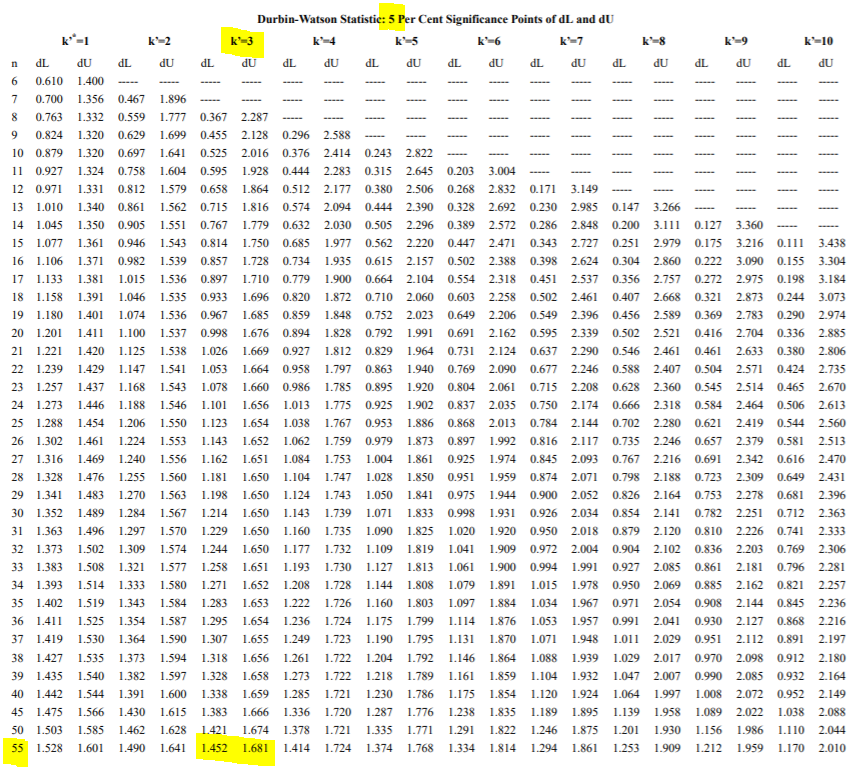 Durbin-Watson Statistic: 5 Per Cent Significance Points of dL and dU
k’*=1 k’=2 k’=3 k’=4 k’=5 k’=6 k’=7 k’=8 k’=9 k’=10
n dL dU dL dU dL dU dL dU dL dU dL dU dL dU dL dU dL dU dL dU
6 0.610 1.400 ----- ----- ----- ----- ----- ----- ----- ----- ----- ----- ----- ----- ----- ----- ----- ----- ----- -----
7 0.700 1.356 0.467 1.896 ----- ----- ----- ----- ----- ----- ----- ----- ----- ----- ----- ----- ----- ----- ----- -----
8 0.763 1.332 0.559 1.777 0.367 2.287 ----- ----- ----- ----- ----- ----- ----- ----- ----- ----- ----- ----- ----- -----
9 0.824 1.320 0.629 1.699 0.455 2.128 0.296 2.588 ----- ----- ----- ----- ----- ----- ----- ----- ----- ----- ----- -----
10 0.879 1.320 0.697 1.641 0.525 2.016 0.376 2.414 0.243 2.822 ----- ----- ----- ----- ----- ----- ----- ----- ----- -----
11 0.927 1.324 0.758 1.604 0.595 1.928 0.444 2.283 0.315 2.645 0.203 3.004 ----- ----- ----- ----- ----- ----- ----- -----
12 0.971 1.331 0.812 1.579 0.658 1.864 0.512 2.177 0.380 2.506 0.268 2.832 0.171 3.149 ----- ----- ----- ----- ----- -----
13 1.010 1.340 0.861 1.562 0.715 1.816 0.574 2.094 0.444 2.390 0.328 2.692 0.230 2.985 0.147 3.266 ----- ----- ----- -----
14 1.045 1.350 0.905 1.551 0.767 1.779 0.632 2.030 0.505 2.296 0.389 2.572 0.286 2.848 0.200 3.111 0.127 3.360 ----- -----
15 1.077 1.361 0.946 1.543 0.814 1.750 0.685 1.977 0.562 2.220 0.447 2.471 0.343 2.727 0.251 2.979 0.175 3.216 0.111 3.438
16 1.106 1.371 0.982 1.539 0.857 1.728 0.734 1.935 0.615 2.157 0.502 2.388 0.398 2.624 0.304 2.860 0.222 3.090 0.155 3.304
17 1.133 1.381 1.015 1.536 0.897 1.710 0.779 1.900 0.664 2.104 0.554 2.318 0.451 2.537 0.356 2.757 0.272 2.975 0.198 3.184
18 1.158 1.391 1.046 1.535 0.933 1.696 0.820 1.872 0.710 2.060 0.603 2.258 0.502 2.461 0.407 2.668 0.321 2.873 0.244 3.073
19 1.180 1.401 1.074 1.536 0.967 1.685 0.859 1.848 0.752 2.023 0.649 2.206 0.549 2.396 0.456 2.589 0.369 2.783 0.290 2.974
20 1.201 1.411 1.100 1.537 0.998 1.676 0.894 1.828 0.792 1.991 0.691 2.162 0.595 2.339 0.502 2.521 0.416 2.704 0.336 2.885
21 1.221 1.420 1.125 1.538 1.026 1.669 0.927 1.812 0.829 1.964 0.731 2.124 0.637 2.290 0.546 2.461 0.461 2.633 0.380 2.806
22 1.239 1.429 1.147 1.541 1.053 1.664 0.958 1.797 0.863 1.940 0.769 2.090 0.677 2.246 0.588 2.407 0.504 2.571 0.424 2.735
23 1.257 1.437 1.168 1.543 1.078 1.660 0.986 1.785 0.895 1.920 0.804 2.061 0.715 2.208 0.628 2.360 0.545 2.514 0.465 2.670
24 1.273 1.446 1.188 1.546 1.101 1.656 1.013 1.775 0.925 1.902 0.837 2.035 0.750 2.174 0.666 2.318 0.584 2.464 0.506 2.613
25 1.288 1.454 1.206 1.550 1.123 1.654 1.038 1.767 0.953 1.886 0.868 2.013 0.784 2.144 0.702 2.280 0.621 2.419 0.544 2.560
26 1.302 1.461 1.224 1.553 1.143 1.652 1.062 1.759 0.979 1.873 0.897 1.992 0.816 2.117 0.735 2.246 0.657 2.379 0.581 2.513
27 1.316 1.469 1.240 1.556 1.162 1.651 1.084 1.753 1.004 1.861 0.925 1.974 0.845 2.093 0.767 2.216 0.691 2.342 0.616 2.470
28 1.328 1.476 1.255 1.560 1.181 1.650 1.104 1.747 1.028 1.850 0.951 1.959 0.874 2.071 0.798 2.188 0.723 2.309 0.649 2.431
29 1.341 1.483 1.270 1.563 1.198 1.650 1.124 1.743 1.050 1.841 0.975 1.944 0.900 2.052 0.826 2.164 0.753 2.278 0.681 2.396
30 1.352 1.489 1.284 1.567 1.214 1.650 1.143 1.739 1.071 1.833 0.998 1.931 0.926 2.034 0.854 2.141 0.782 2.251 0.712 2.363
31 1.363 1.496 1.297 1.570 1.229 1.650 1.160 1.735 1.090 1.825 1.020 1.920 0.950 2.018 0.879 2.120 0.810 2.226 0.741 2.333
32 1.373 1.502 1.309 1.574 1.244 1.650 1.177 1.732 1.109 1.819 1.041 1.909 0.972 2.004 0.904 2.102 0.836 2.203 0.769 2.306
33 1.383 1.508 1.321 1.577 1.258 1.651 1.193 1.730 1.127 1.813 1.061 1.900 0.994 1.991 0.927 2.085 0.861 2.181 0.796 2.281
34 1.393 1.514 1.333 1.580 1.271 1.652 1.208 1.728 1.144 1.808 1.079 1.891 1.015 1.978 0.950 2.069 0.885 2.162 0.821 2.257
35 1.402 1.519 1.343 1.584 1.283 1.653 1.222 1.726 1.160 1.803 1.097 1.884 1.034 1.967 0.971 2.054 0.908 2.144 0.845 2.236
36 1.411 1.525 1.354 1.587 1.295 1.654 1.236 1.724 1.175 1.799 1.114 1.876 1.053 1.957 0.991 2.041 0.930 2.127 0.868 2.216
37 1.419 1.530 1.364 1.590 1.307 1.655 1.249 1.723 1.190 1.795 1.131 1.870 1.071 1.948 1.011 2.029 0.951 2.112 0.891 2.197
38 1.427 1.535 1.373 1.594 1.318 1.656 1.261 1.722 1.204 1.792 1.146 1.864 1.088 1.939 1.029 2.017 0.970 2.098 0.912 2.180
39 1.435 1.540 1.382 1.597 1.328 1.658 1.273 1.722 1.218 1.789 1.161 1.859 1.104 1.932 1.047 2.007 0.990 2.085 0.932 2.164
40 1.442 1.544 1.391 1.600 1.338 1.659 1.285 1.721 1.230 1.786 1.175 1.854 1.120 1.924 1.064 1.997 1.008 2.072 0.952 2.149
45 1.475 1.566 1.430 1.615 1.383 1.666 1.336 1.720 1.287 1.776 1.238 1.835 1.189 1.895 1.139 1.958 1.089 2.022 1.038 2.088
50 1.503 1.585 1.462 1.628 1.421 1.674 1.378 1.721 1.335 1.771 1.291 1.822 1.246 1.875 1.201 1.930 1.156 1.986 1.110 2.044
55 1.528 1.601 1.490 1.641 1.452 1.681 1.414 1.724 1.374 1.768 1.334 1.814 1.294 1.861 1.253 1.909 1.212 1.959 1.170 2.010